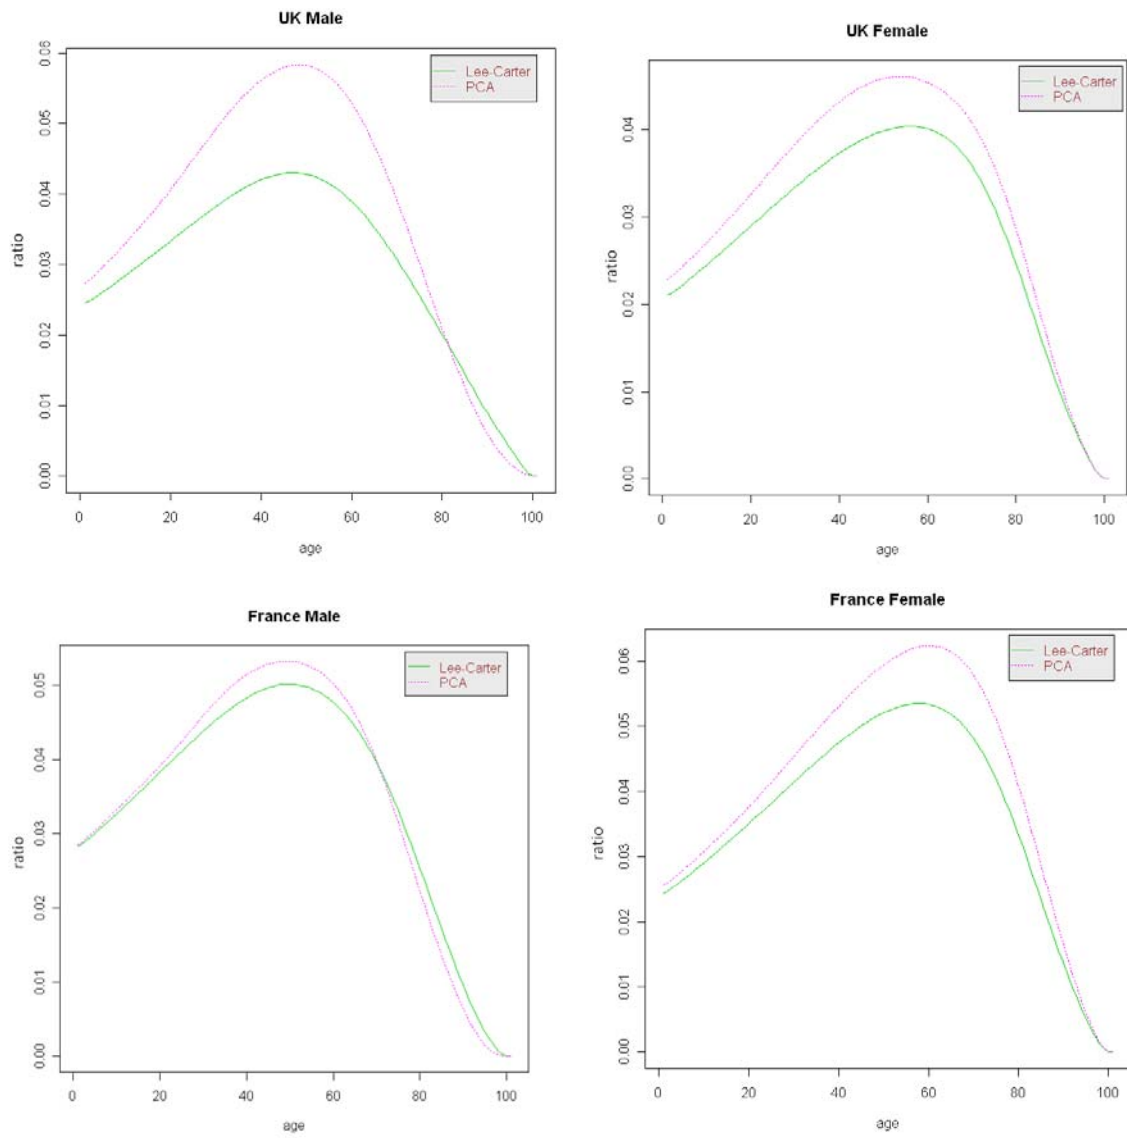 UK Male
0.00 0.01 0.02 0.03 0.04 0.05 0.06
ratio
Lee-Carter
PCA
0 20 40 60 80 100
age
UK Female
0.00 0.01 0.02 0.03 0.04
ratio
Lee-Carter
PCA
0 20 40 60 80 100
age
France Male
0.00 0.01 0.02 0.03 0.04 0.05
ratio
Lee-Carter
PCA
0 20 40 60 80 100
age
France Female
0.00 0.01 0.02 0.03 0.04 0.05 0.06
ratio
Lee-Carter
PCA
0 20 40 60 80 100
age